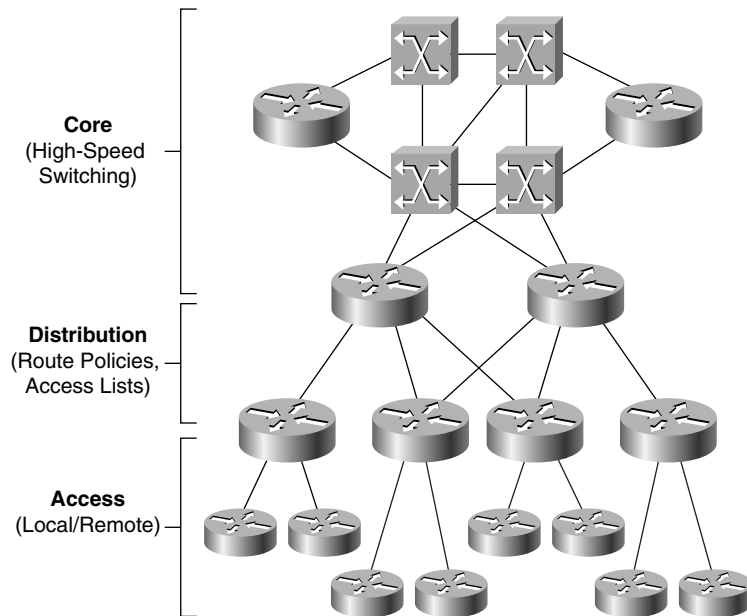 Core
(High-Speed
Switching)
Distribution
(Route Policies,
Access Lists)
Access
(Local/Remote)